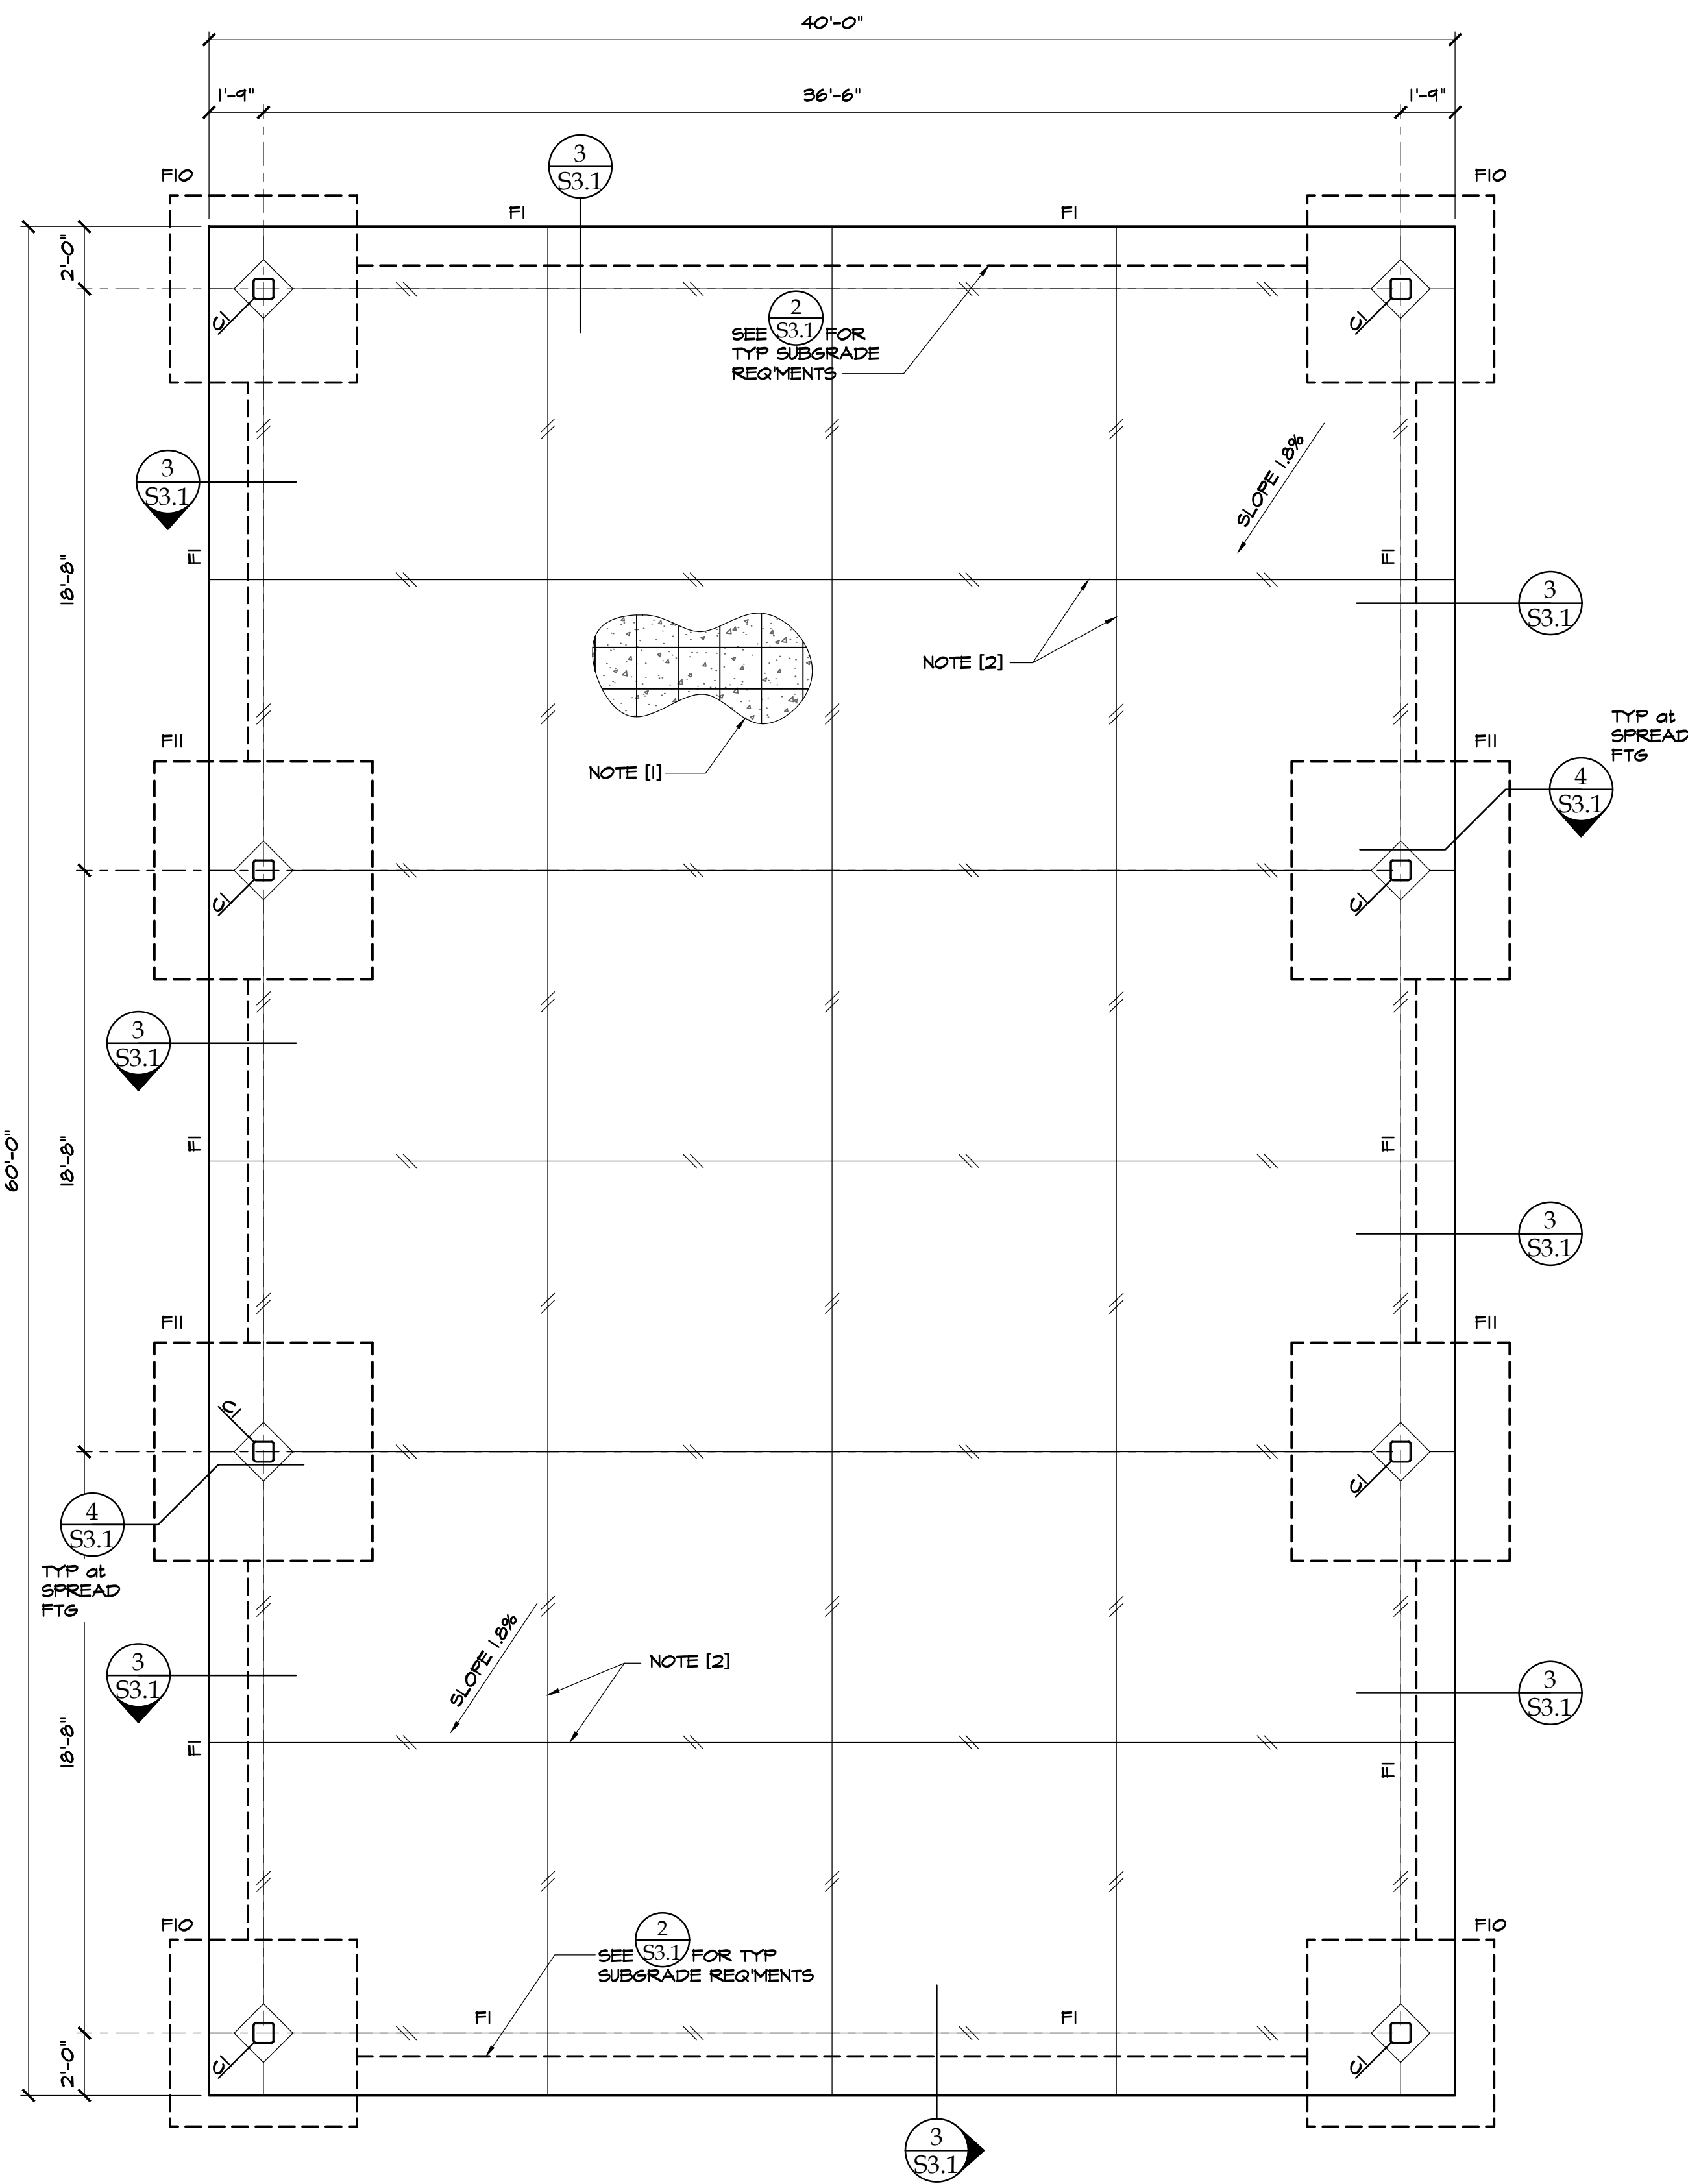 40'-0"
1'-9"
36'-6"
1'-9"
3
S3.1
F10
F10
F1
F1
2'-0"
C1
C1
2
SEE S3.1 FOR
TYP SUBGRADE
REQ'MENTS
SLOPE 1.8%
3
S3.1
18'-8"
F1
F1
3
S3.1
NOTE [2]
NOTE [1]
TYP at
SPREAD
FTG
F11
F11
4
S3.1
C1
C1
3
S3.1
60'-0"
18'-8"
F1
F1
3
S3.1
F11
F11
C1
C1
4
S3.1
TYP at
SPREAD
FTG
SLOPE 1.8%
NOTE [2]
3
S3.1
3
S3.1
18'-8"
F1
F1
F10
F10
2
SEE S3.1 FOR TYP
SUBGRADE REQ'MENTS
F1
F1
2'-0"
C1
C1
3
S3.1